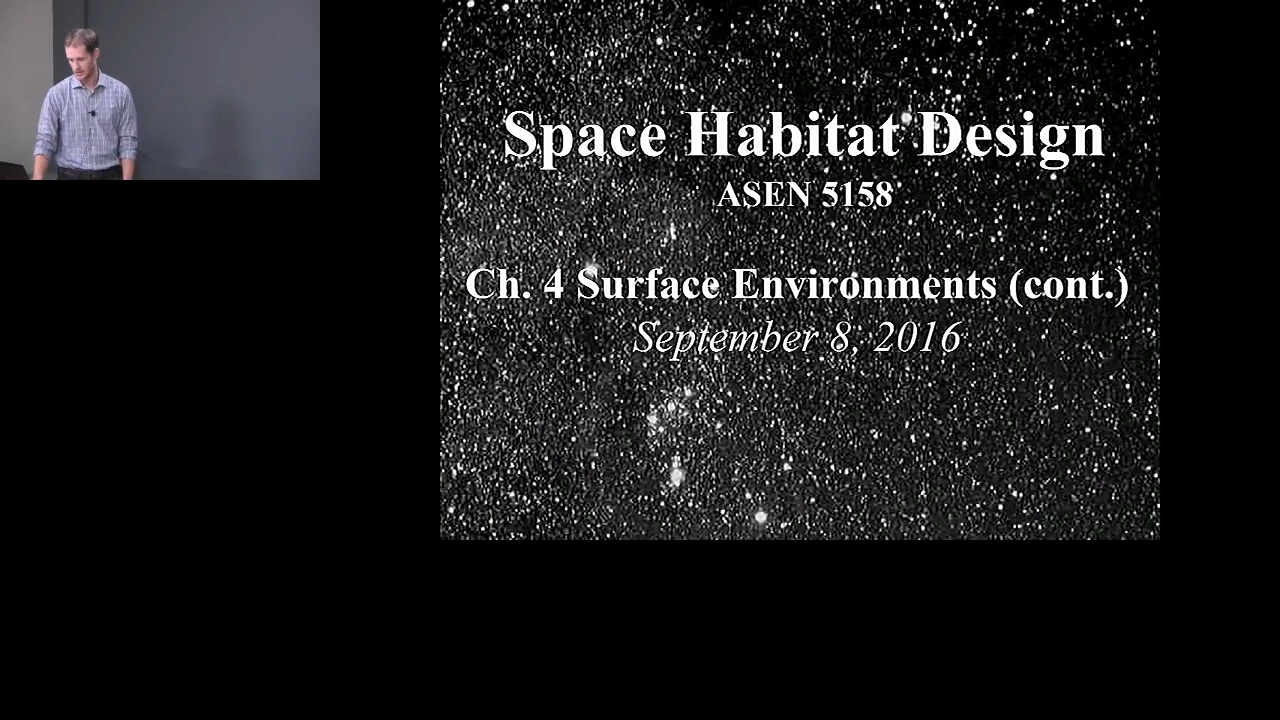 Space Habitat Design
ASEN 5158
Ch. 4 Surface Environments (cont.)
September 8, 2016